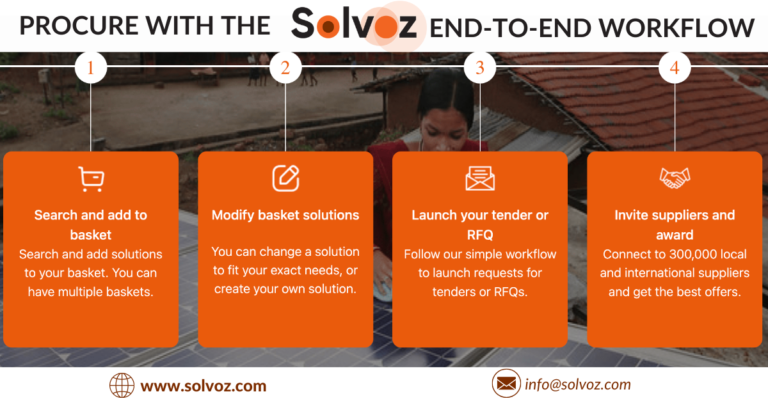 PROCURE WITH THE Solvoz END-TO-END WORKFLOW
1
2
3
4
Search and add to
basket
Search and add solutions
to your basket. You can
have multiple baskets.
Modify basket solutions
You can change a solution
to fit your exact needs, or
create your own solution.
Launch your tender or
RFQ
Follow our simple workflow
to launch requests for
tenders or RFQs.
Invite suppliers and
award
Connect to 300,000 local
and international suppliers
and get the best offers.
www.solvoz.com
info@solvoz.com